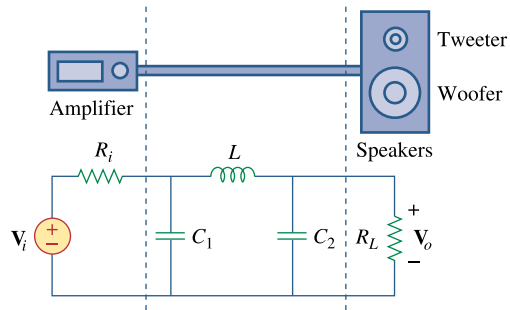 Tweeter
Woofer
Amplifier
Speakers
R_i
L
V_i
+
−
C_1
C_2
R_L
+
V_o
−